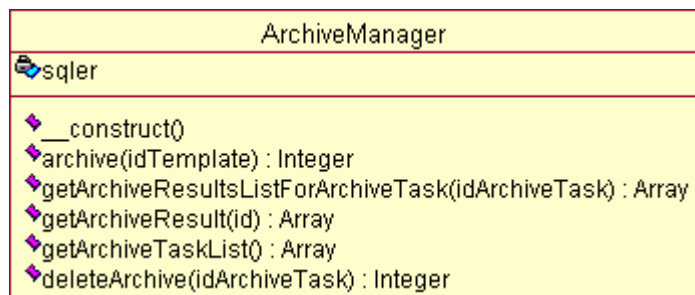 ArchiveManager
sqler
__construct()
archive(idTemplate) : Integer
getArchiveResultsListForArchiveTask(idArchiveTask) : Array
getArchiveResult(id) : Array
getArchiveTaskList() : Array
deleteArchive(idArchiveTask) : Integer